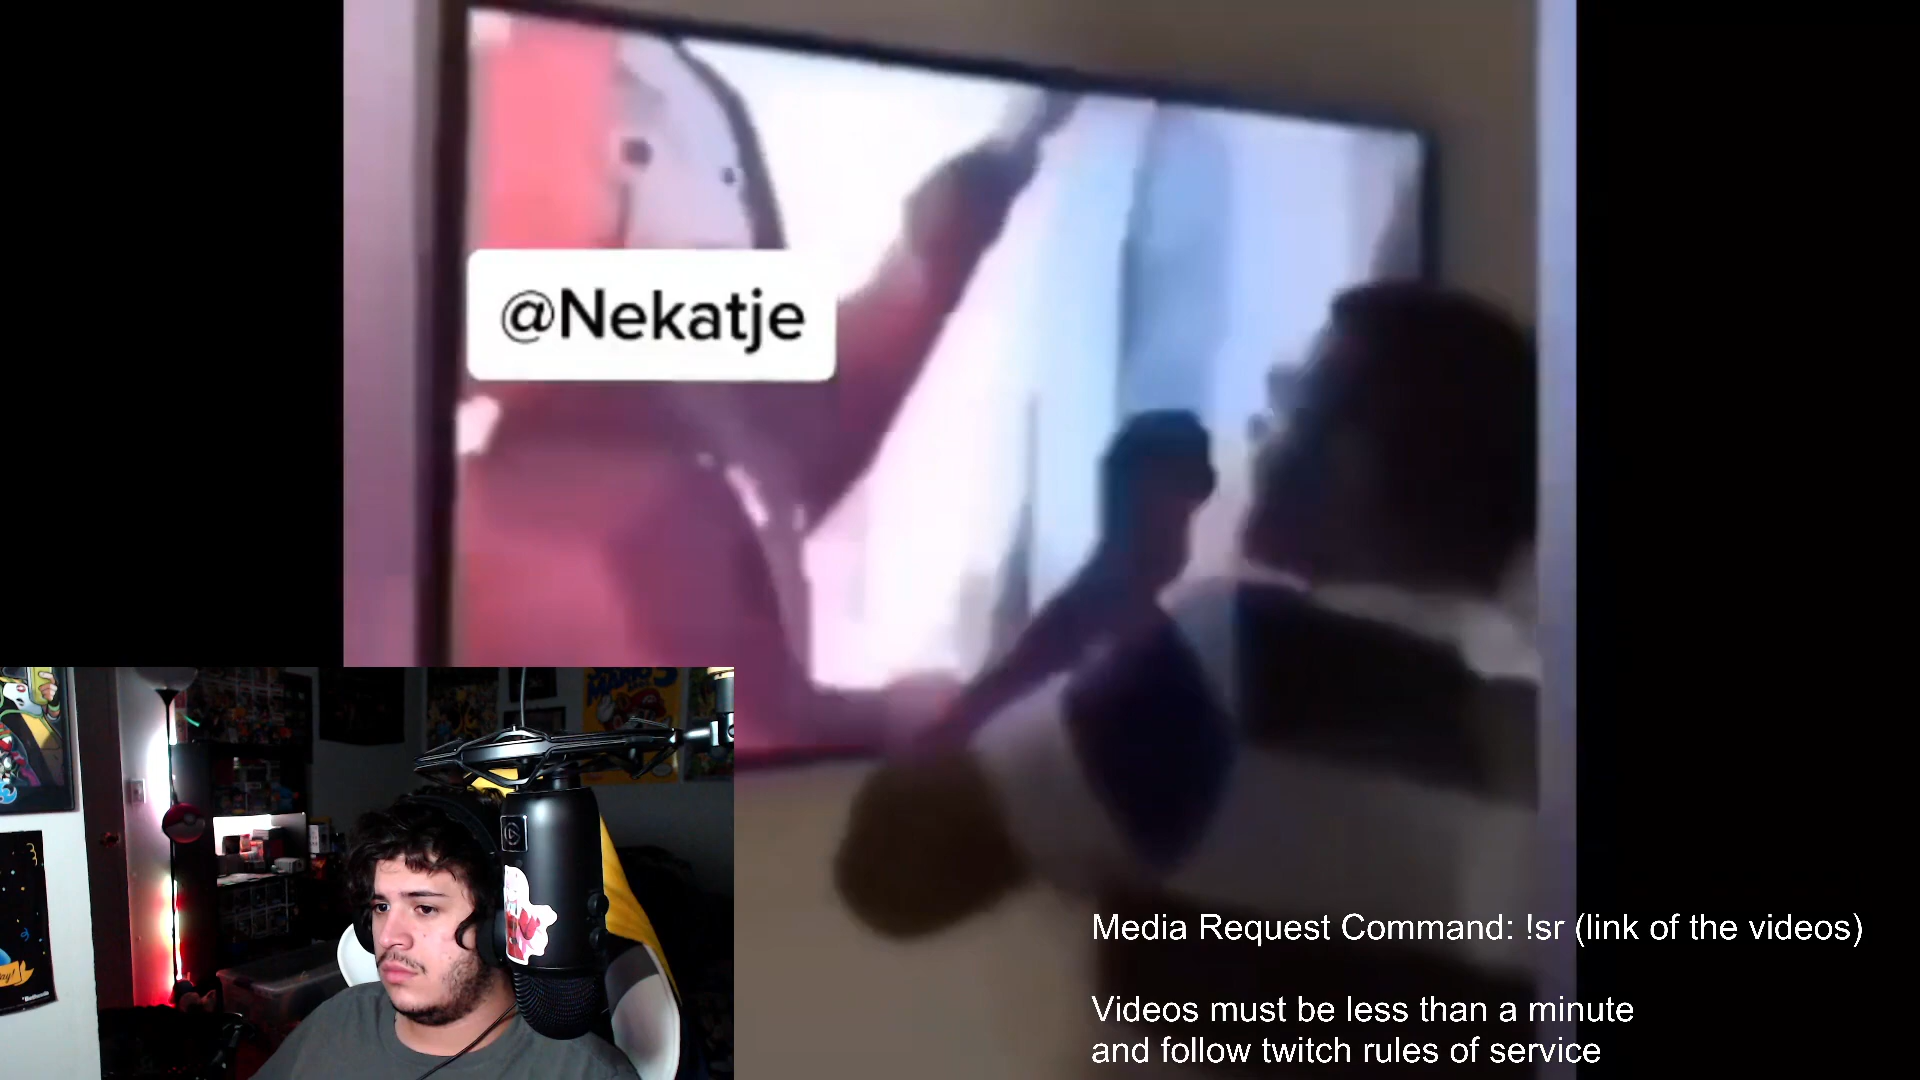 @Nekatje
Media Request Command: !sr (link of the videos)
Videos must be less than a minute
and follow twitch rules of service